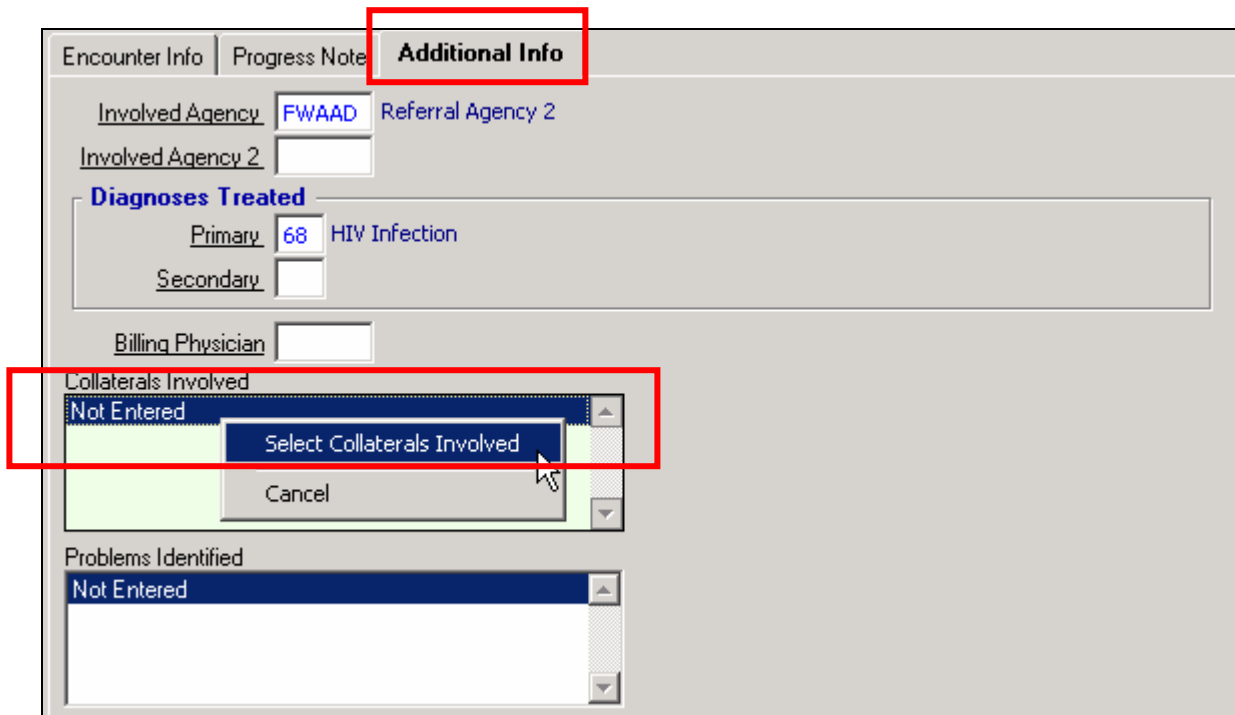 Encounter Info Progress Note Additional Info
Involved Agency FWAAD Referral Agency 2
Involved Agency 2
Diagnoses Treated
Primary 68 HIV Infection
Secondary
Billing Physician
Collaterals Involved
Not Entered
Select Collaterals Involved
Cancel
Problems Identified
Not Entered